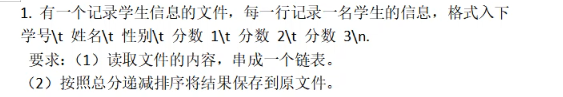 1. 有一个记录学生信息的文件，每一行记录一名学生的信息，格式入下
学号\t 姓名\t 性别\t 分数 1\t 分数 2\t 分数 3\n.
要求：（1）读取文件的内容，串成一个链表。
（2）按照总分递减排序将结果保存到原文件。